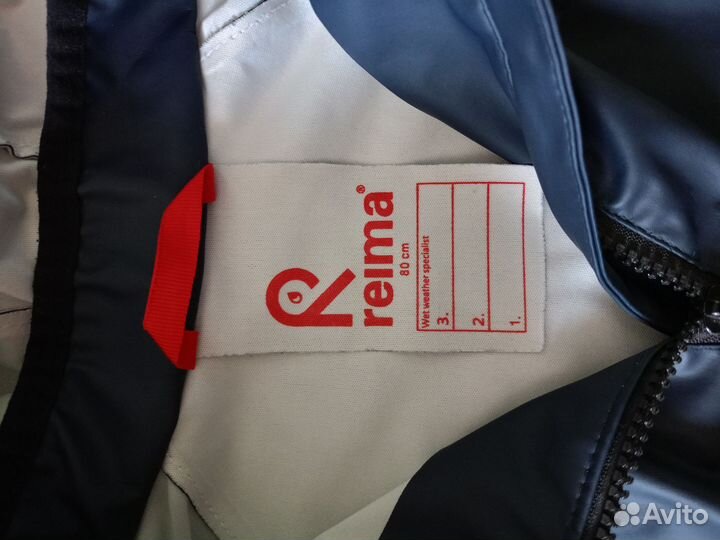 reima®
80 cm
Wet weather specialist
3.
2.
1.
Avito